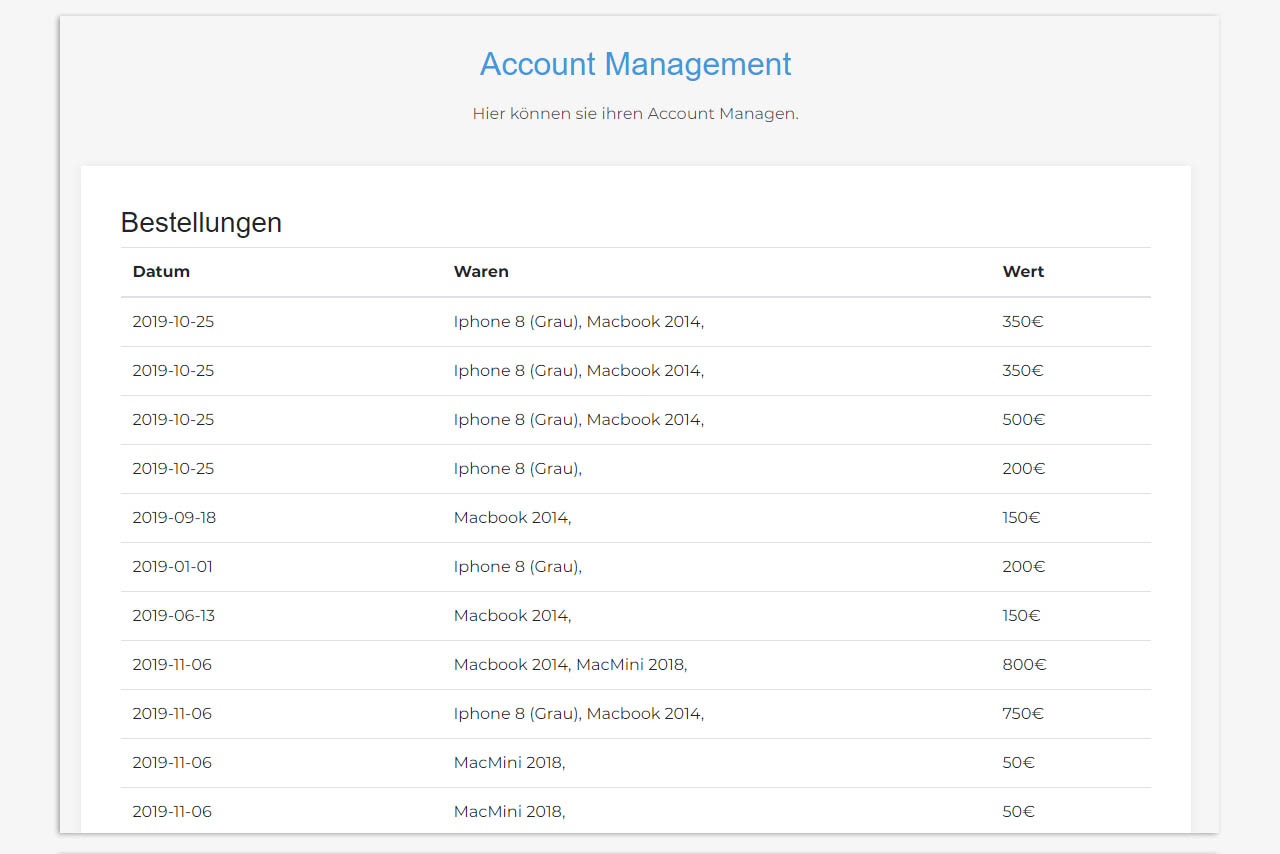 Account Management
Hier können sie ihren Account Managen.
Bestellungen
Datum Waren Wert
2019-10-25 Iphone 8 (Grau), Macbook 2014, 350€
2019-10-25 Iphone 8 (Grau), Macbook 2014, 350€
2019-10-25 Iphone 8 (Grau), Macbook 2014, 500€
2019-10-25 Iphone 8 (Grau), 200€
2019-09-18 Macbook 2014, 150€
2019-01-01 Iphone 8 (Grau), 200€
2019-06-13 Macbook 2014, 150€
2019-11-06 Macbook 2014, MacMini 2018, 800€
2019-11-06 Iphone 8 (Grau), Macbook 2014, 750€
2019-11-06 MacMini 2018, 50€
2019-11-06 MacMini 2018, 50€